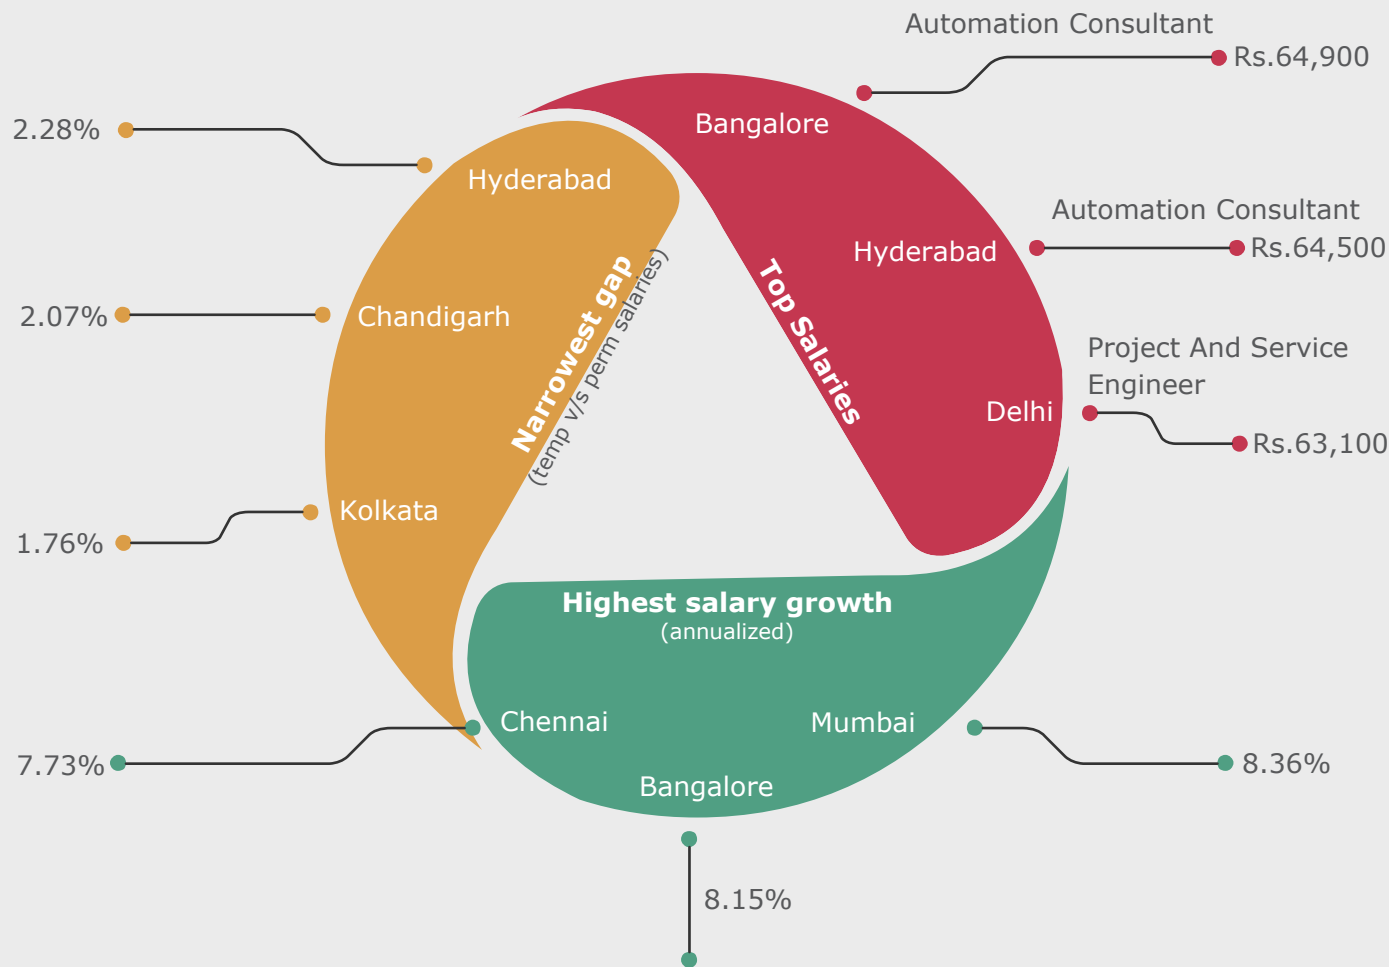 Automation Consultant
Rs.64,900
Bangalore
2.28%
Hyderabad
Automation Consultant
Rs.64,500
Hyderabad
Top Salaries
Narrowest gap
(temp v/s perm salaries)
2.07%
Chandigarh
Project And Service
Engineer
Delhi
Rs.63,100
Kolkata
1.76%
Highest salary growth
(annualized)
Chennai
7.73%
Mumbai
8.36%
Bangalore
8.15%